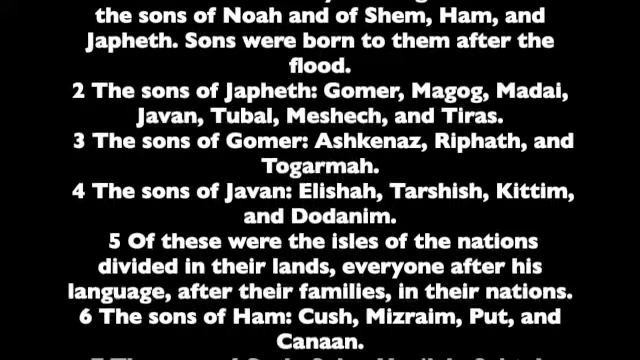 the sons of Noah and of Shem, Ham, and
Japheth. Sons were born to them after the
flood.
2 The sons of Japheth: Gomer, Magog, Madai,
Javan, Tubal, Meshech, and Tiras.
3 The sons of Gomer: Ashkenaz, Riphath, and
Togarmah.
4 The sons of Javan: Elishah, Tarshish, Kittim,
and Dodanim.
5 Of these were the isles of the nations
divided in their lands, everyone after his
language, after their families, in their nations.
6 The sons of Ham: Cush, Mizraim, Put, and
Canaan.